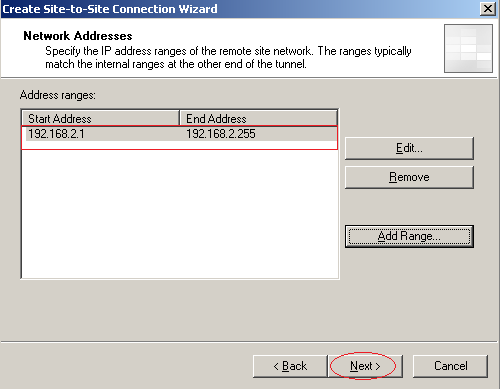 Create Site-to-Site Connection Wizard
Network Addresses
Specify the IP address ranges of the remote site network. The ranges typically
match the internal ranges at the other end of the tunnel.
Address ranges:
Start Address End Address
192.168.2.1 192.168.2.255
Edit...
Remove
Add Range...
< Back Next > Cancel